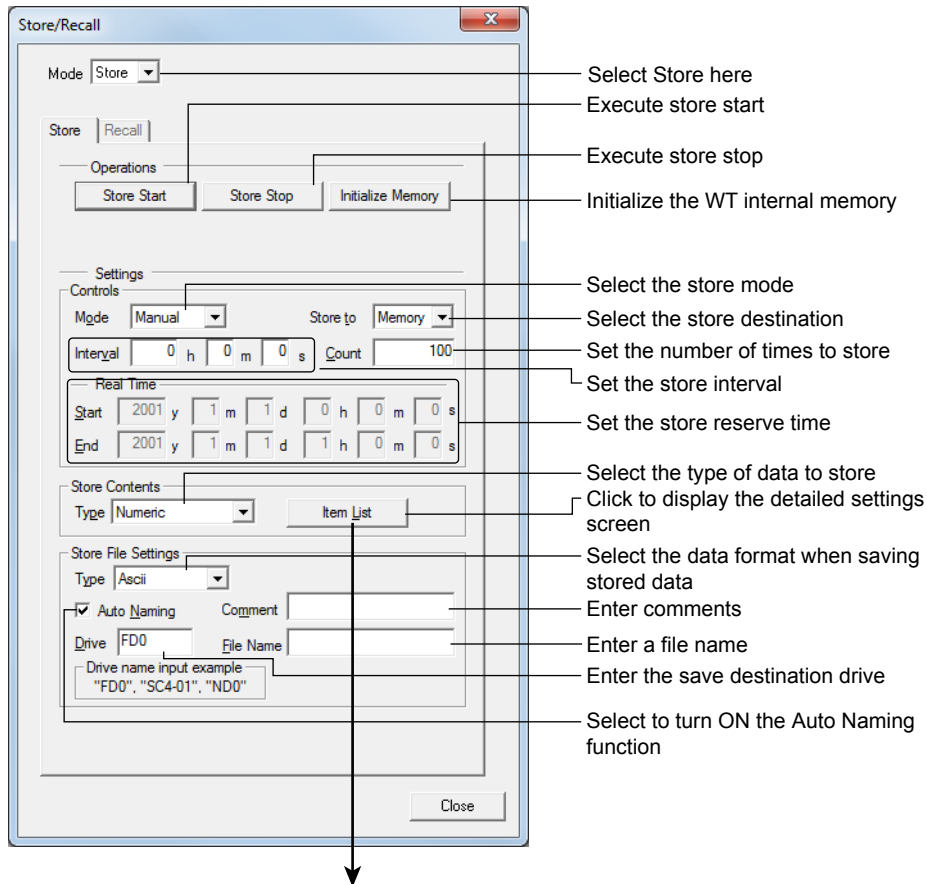 Store/Recall
Mode Store
Select Store here
Execute store start
Store Recall
Execute store stop
Operations
Store Start Store Stop Initialize Memory
Initialize the WT internal memory
Settings
Controls
Select the store mode
Mode Manual Store to Memory
Select the store destination
Interval 0 h 0 m 0 s Count 100
Set the number of times to store
Set the store interval
Real Time
Start 2001 y 1 m 1 d 0 h 0 m 0 s
Set the store reserve time
End 2001 y 1 m 1 d 1 h 0 m 0 s
Select the type of data to store
Store Contents
Type Numeric Item List
Click to display the detailed settings
screen
Store File Settings
Select the data format when saving
stored data
Type Ascii
Auto Naming Comment
Enter comments
Drive FD0 File Name
Enter a file name
Drive name input example
"FD0", "SC4-01", "ND0"
Enter the save destination drive
Select to turn ON the Auto Naming
function
Close